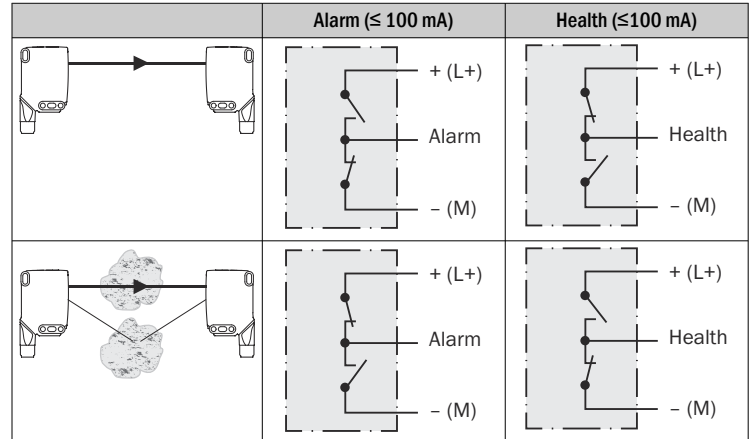 Alarm (≤ 100 mA)
Health (≤100 mA)
+ (L+)
Alarm
– (M)
+ (L+)
Health
– (M)
+ (L+)
Alarm
– (M)
+ (L+)
Health
– (M)